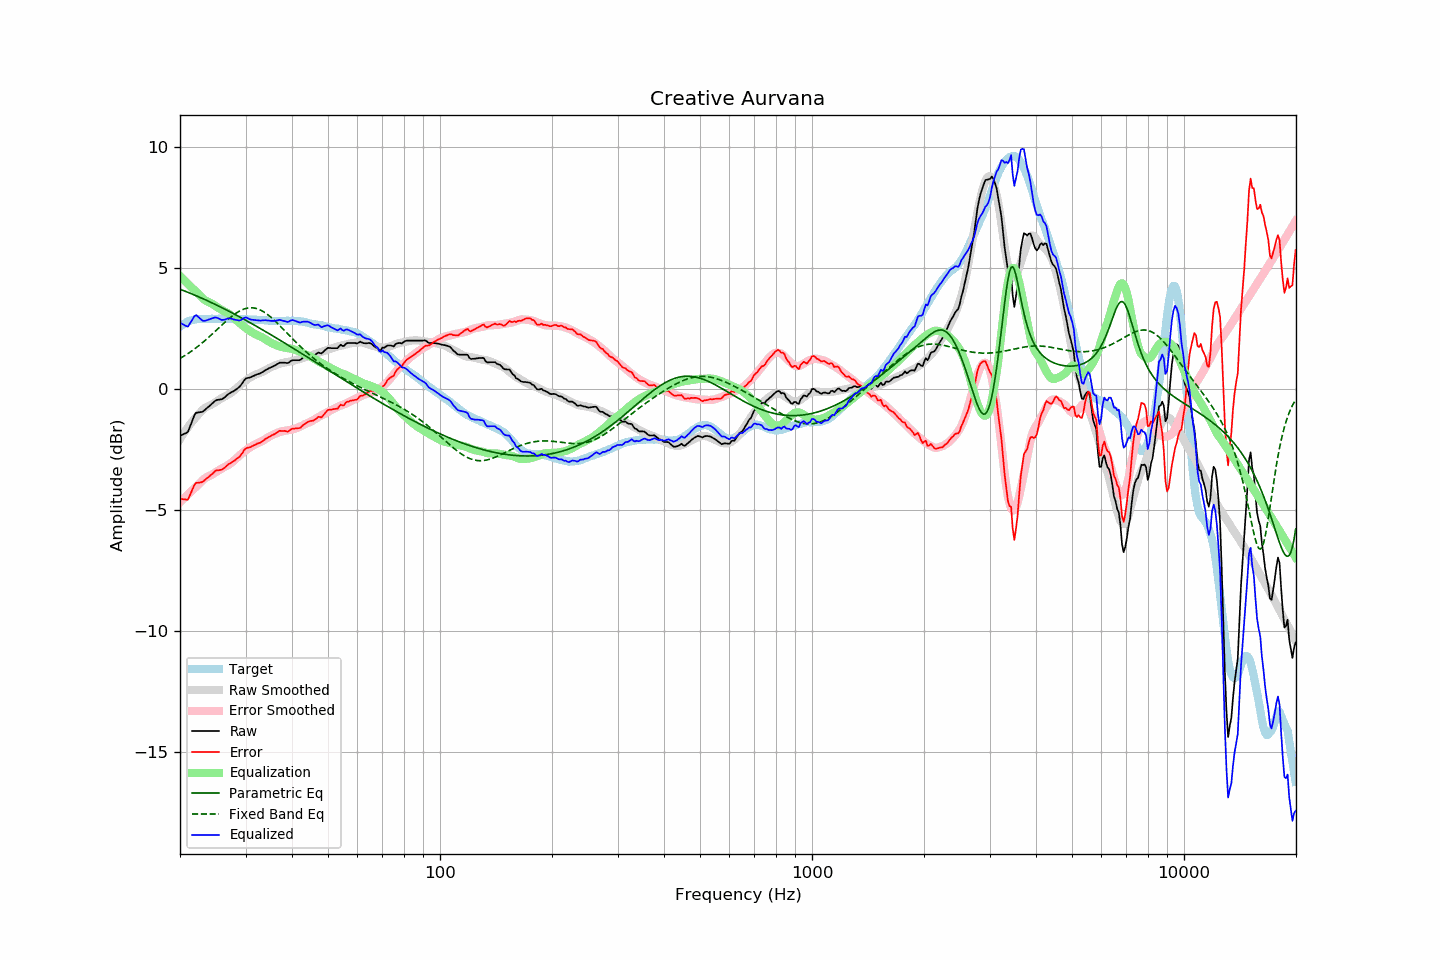 Creative Aurvana
10
5
0
−5
−10
−15
Amplitude (dBr)
Target
Raw Smoothed
Error Smoothed
Raw
Error
Equalization
Parametric Eq
Fixed Band Eq
Equalized
100
1000
10000
Frequency (Hz)